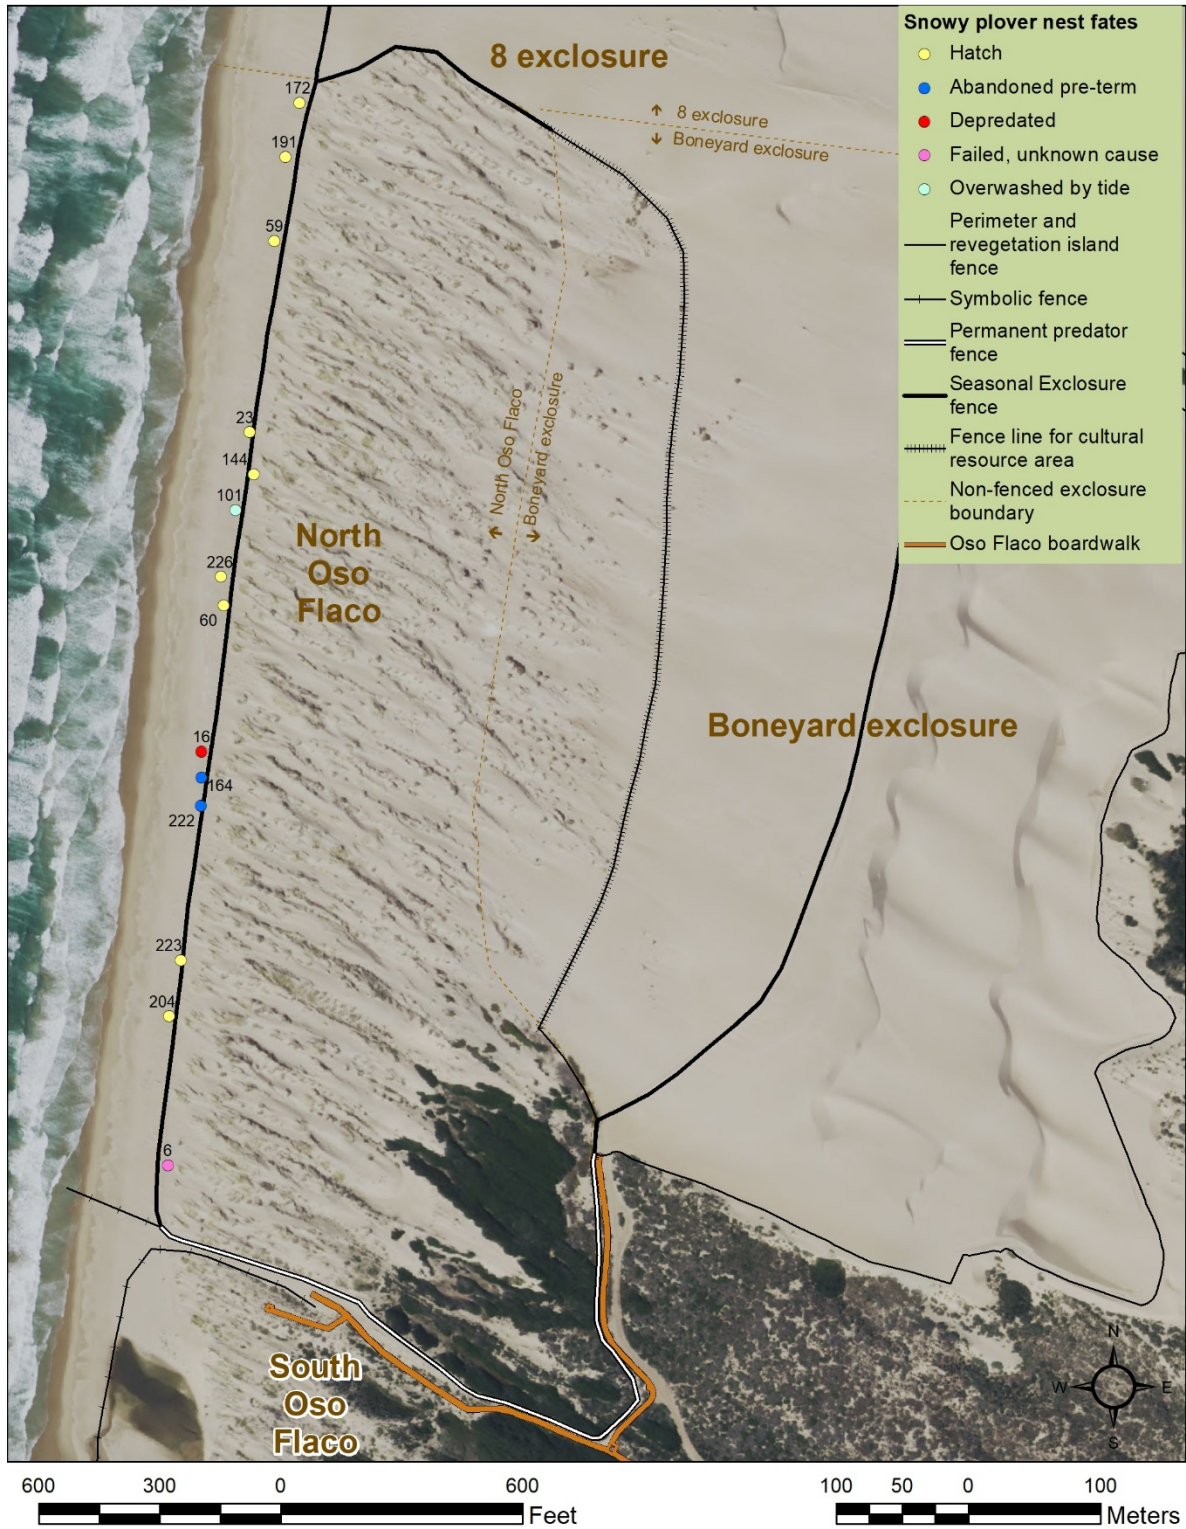 Snowy plover nest fates
Hatch
Abandoned pre-term
Depredated
Failed, unknown cause
Overwashed by tide
Perimeter and
revegetation island
fence
Symbolic fence
Permanent predator
fence
Seasonal Exclosure
fence
Fence line for cultural
resource area
Non-fenced exclosure
boundary
Oso Flaco boardwalk
8 exclosure
8 exclosure
Boneyard exclosure
172
191
59
North Oso Flaco
Boneyard exclosure
23
144
101
North
Oso
Flaco
226
60
Boneyard exclosure
16
164
222
223
204
6
South
Oso
Flaco
N
W
E
S
600 300 0 600
Feet
100 50 0 100
Meters